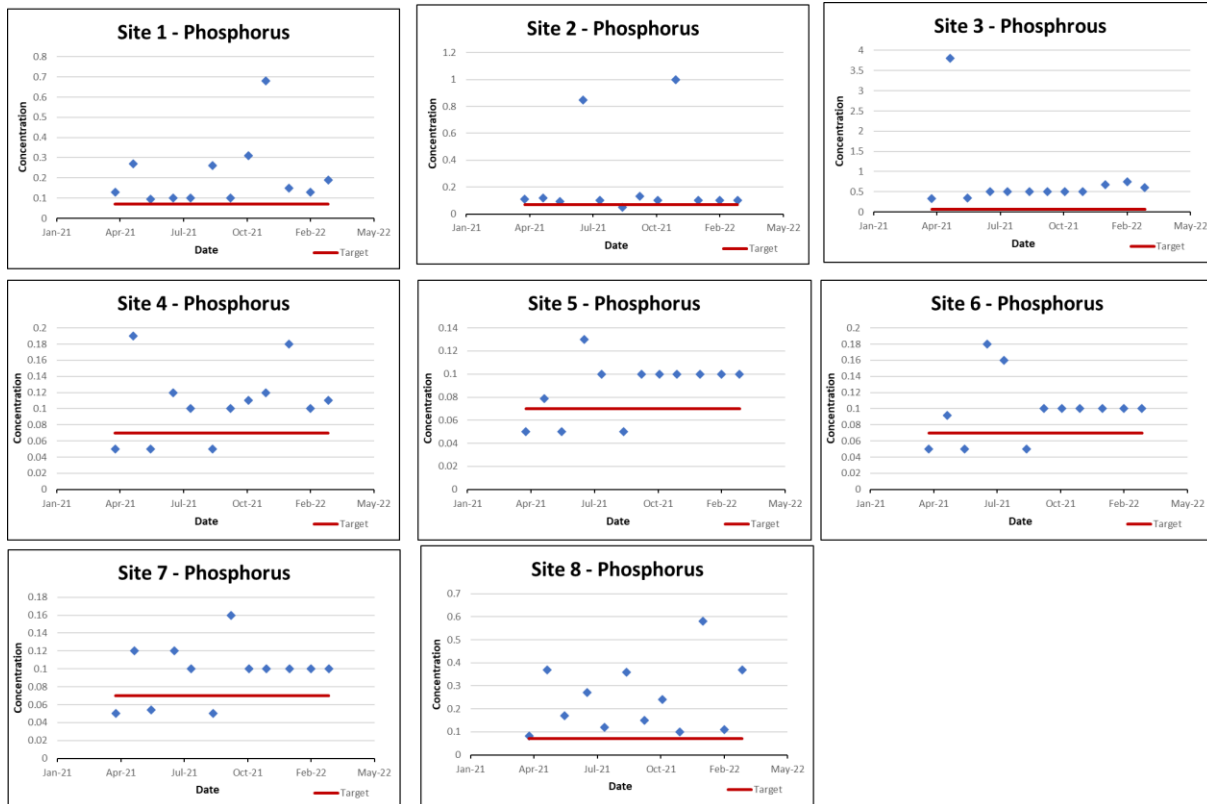 Site 1 - Phosphorus
0.8
0.7
0.6
0.5
0.4
0.3
0.2
0.1
0
Concentration
Jan-21 Apr-21 Jul-21 Oct-21 Feb-22 May-22
Date
Target
Site 2 - Phosphorus
1.2
1
0.8
0.6
0.4
0.2
0
Concentration
Jan-21 Apr-21 Jul-21 Oct-21 Feb-22 May-22
Date
Target
Site 3 - Phosphrous
4
3.5
3
2.5
2
1.5
1
0.5
0
Concentration
Jan-21 Apr-21 Jul-21 Oct-21 Feb-22 May-22
Date
Target
Site 4 - Phosphorus
0.2
0.18
0.16
0.14
0.12
0.1
0.08
0.06
0.04
0.02
0
Concentration
Jan-21 Apr-21 Jul-21 Oct-21 Feb-22 May-22
Date
Target
Site 5 - Phosphorus
0.14
0.12
0.1
0.08
0.06
0.04
0.02
0
Concentration
Jan-21 Apr-21 Jul-21 Oct-21 Feb-22 May-22
Date
Target
Site 6 - Phosphorus
0.2
0.18
0.16
0.14
0.12
0.1
0.08
0.06
0.04
0.02
0
Concentration
Jan-21 Apr-21 Jul-21 Oct-21 Feb-22 May-22
Date
Target
Site 7 - Phosphorus
0.18
0.16
0.14
0.12
0.1
0.08
0.06
0.04
0.02
0
Concentration
Jan-21 Apr-21 Jul-21 Oct-21 Feb-22 May-22
Date
Target
Site 8 - Phosphorus
0.7
0.6
0.5
0.4
0.3
0.2
0.1
0
Concentration
Jan-21 Apr-21 Jul-21 Oct-21 Feb-22 May-22
Date
Target